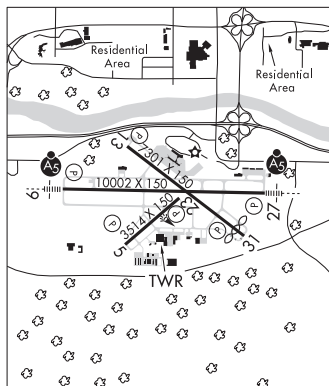 Residential
Area
Residential
Area
P
13
7301 X 150
A5
A5
P
9
10002 X 150
27
P
P
23
3514 X 150
P
5
P
31
TWR